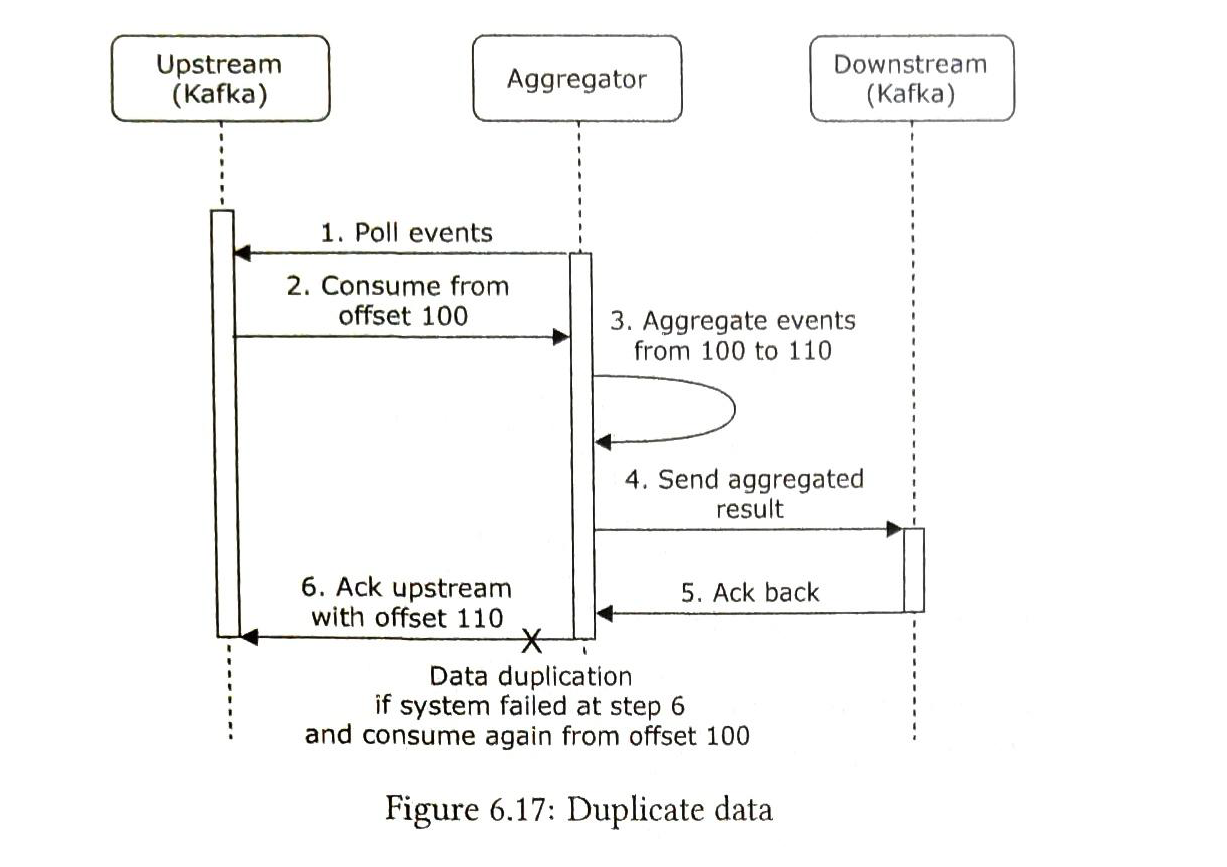 Upstream
(Kafka)
Aggregator
Downstream
(Kafka)
1. Poll events
2. Consume from
offset 100
3. Aggregate events
from 100 to 110
4. Send aggregated
result
5. Ack back
6. Ack upstream
with offset 110
X
Data duplication
if system failed at step 6
and consume again from offset 100
Figure 6.17: Duplicate data